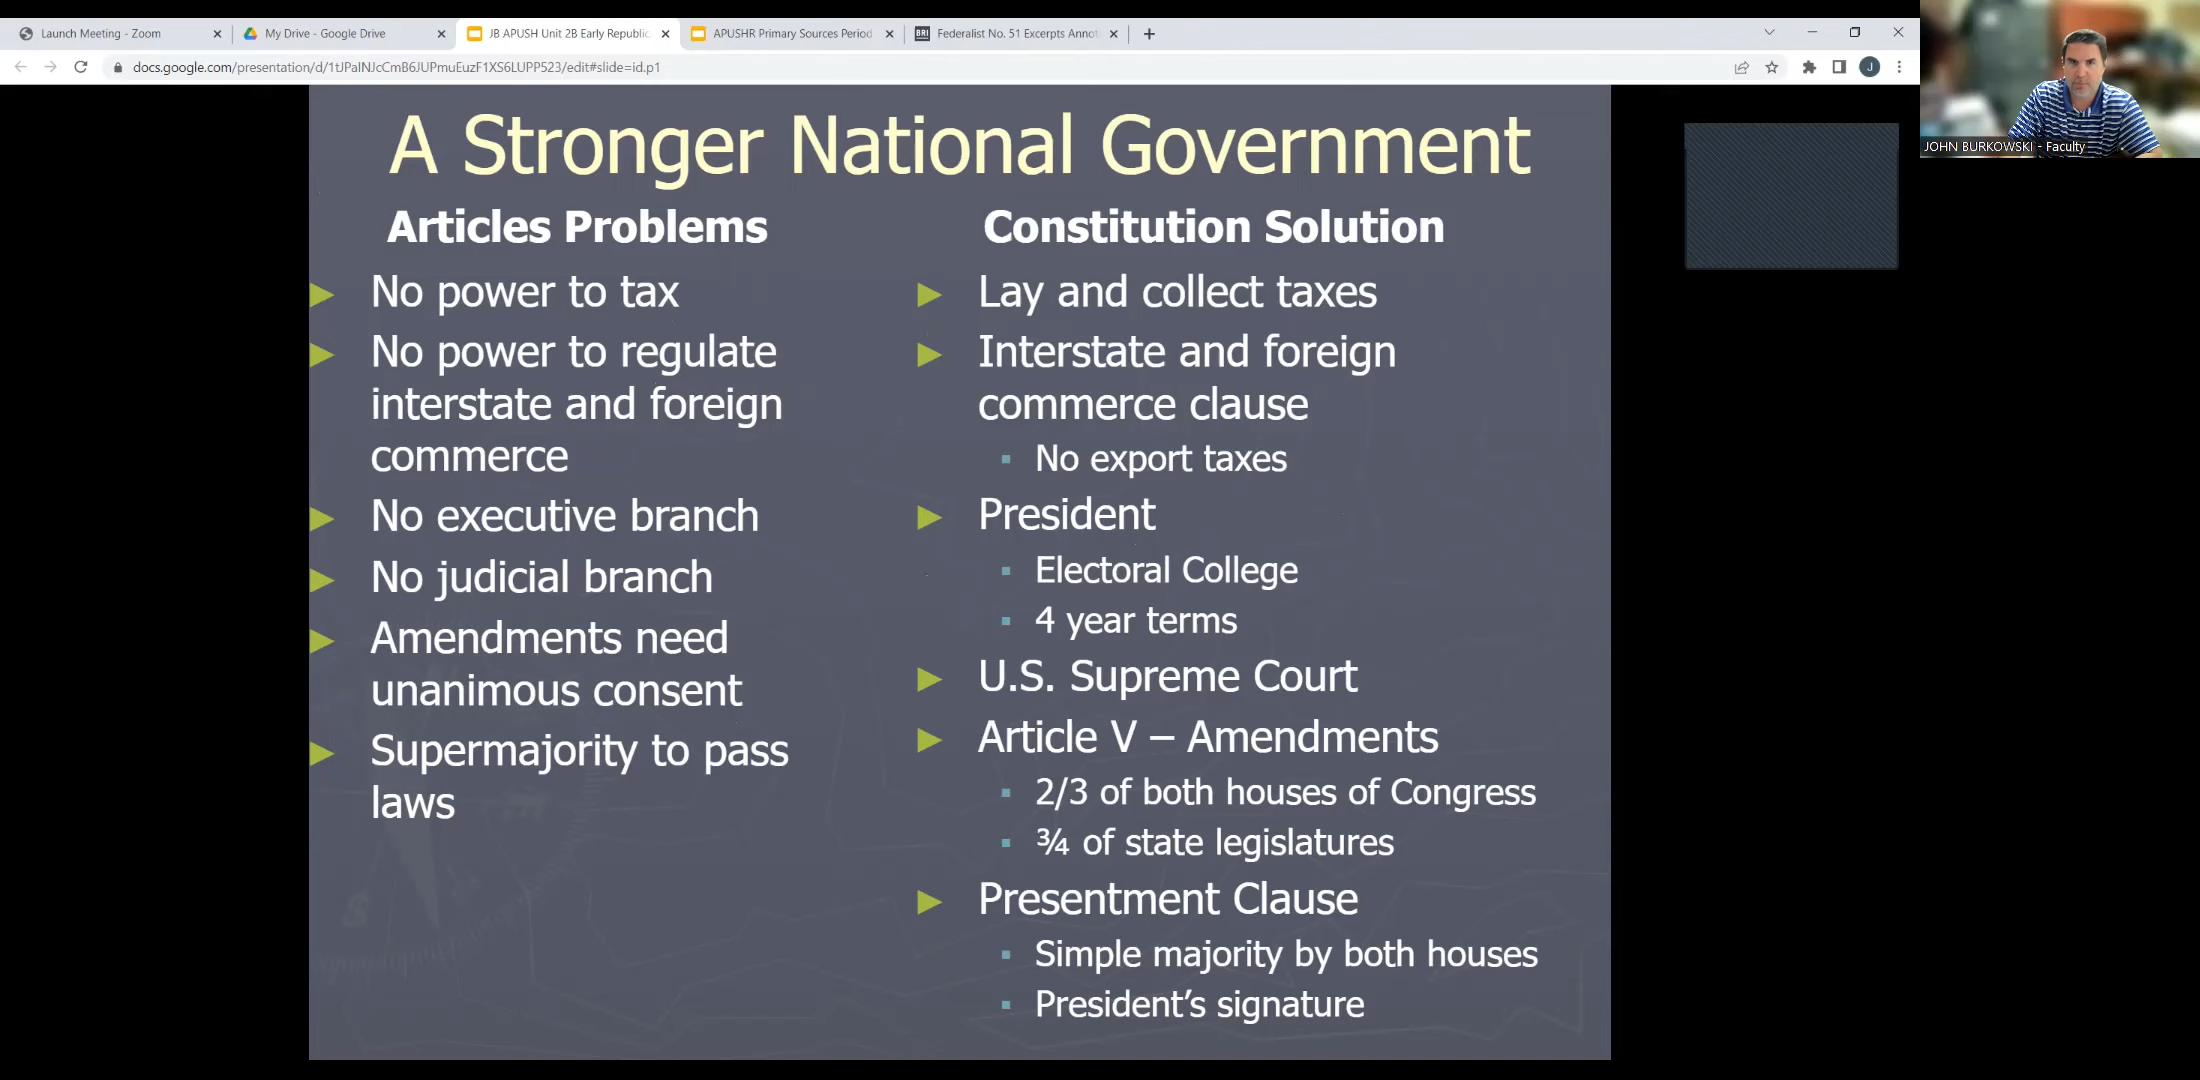 Launch Meeting - Zoom
My Drive - Google Drive
JB APUSH Unit 2B Early Republic
APUSHR Primary Sources Period
BRI
Federalist No. 51 Excerpts Annot
docs.google.com/presentation/d/1tJPalNJcCmB6JUPmuEuzF1XS6LUPP523/edit#slide=id.p1
J
JOHN BURKOWSKI - Faculty
A Stronger National Government
Articles Problems
No power to tax
No power to regulate
interstate and foreign
commerce
No executive branch
No judicial branch
Amendments need
unanimous consent
Supermajority to pass
laws
Constitution Solution
Lay and collect taxes
Interstate and foreign
commerce clause
No export taxes
President
Electoral College
4 year terms
U.S. Supreme Court
Article V – Amendments
2/3 of both houses of Congress
¾ of state legislatures
Presentment Clause
Simple majority by both houses
President’s signature